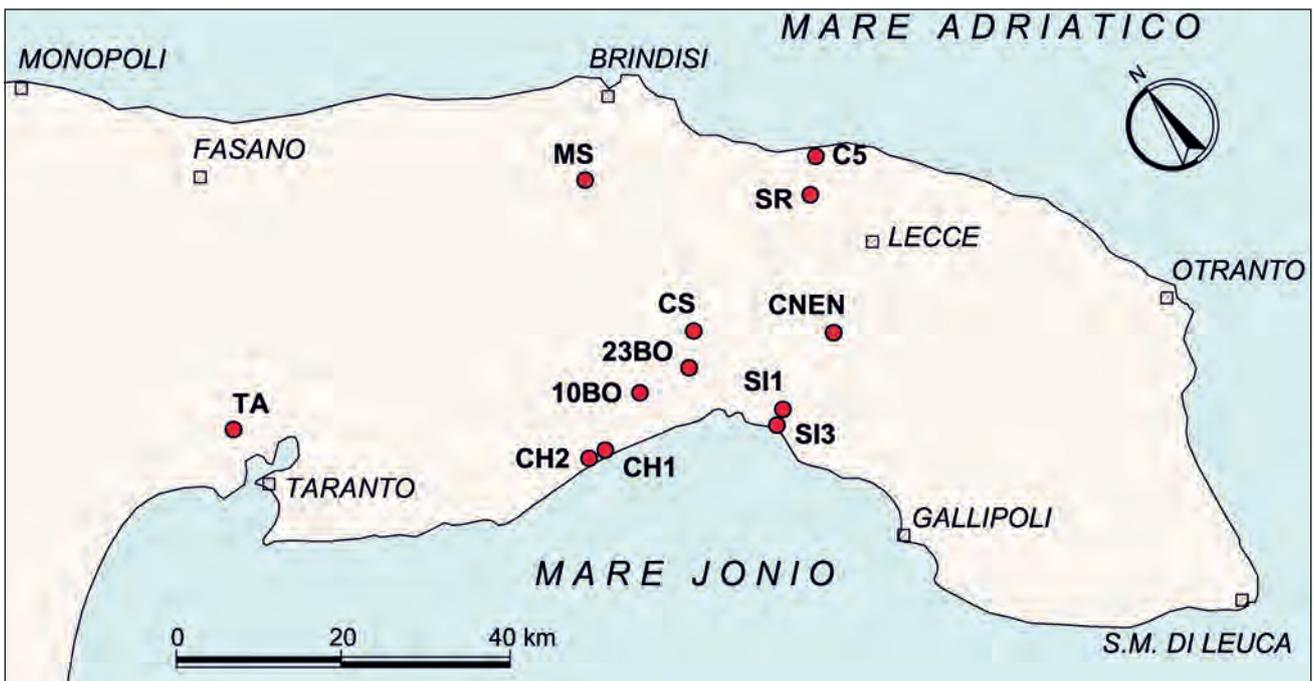 MARE ADRIATICO
MONOPOLI
BRINDISI
N
FASANO
MS
C5
SR
LECCE
OTRANTO
CS
CNEN
23BO
SI1
10BO
TA
SI3
CH2
CH1
TARANTO
GALLIPOLI
MARE JONIO
0 20 40 km
S.M. DI LEUCA